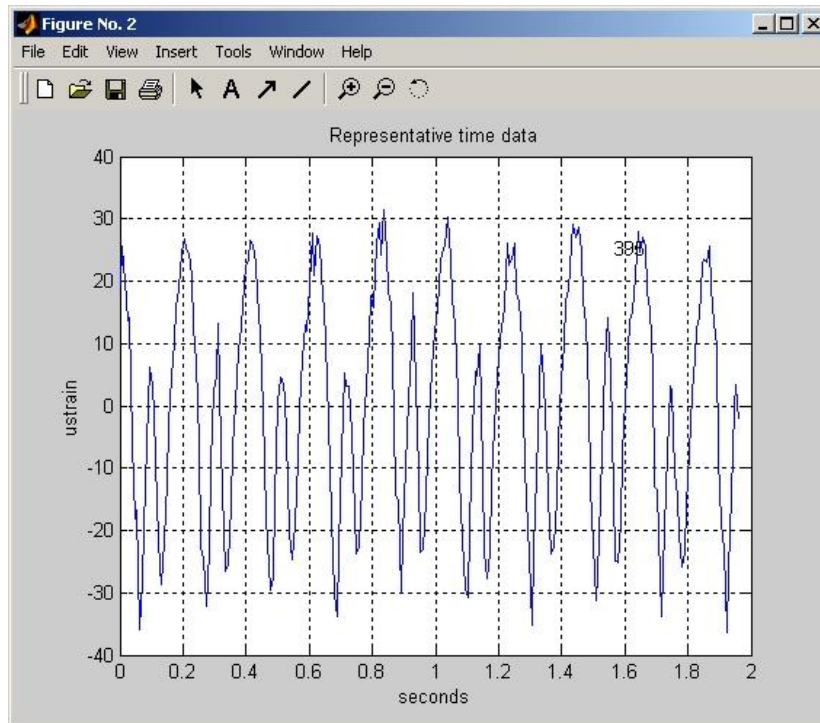 Figure No. 2
File Edit View Insert Tools Window Help
A
Representative time data
40
30
20
10
0
-10
-20
-30
-40
ustrain
0 0.2 0.4 0.6 0.8 1 1.2 1.4 1.6 1.8 2
seconds